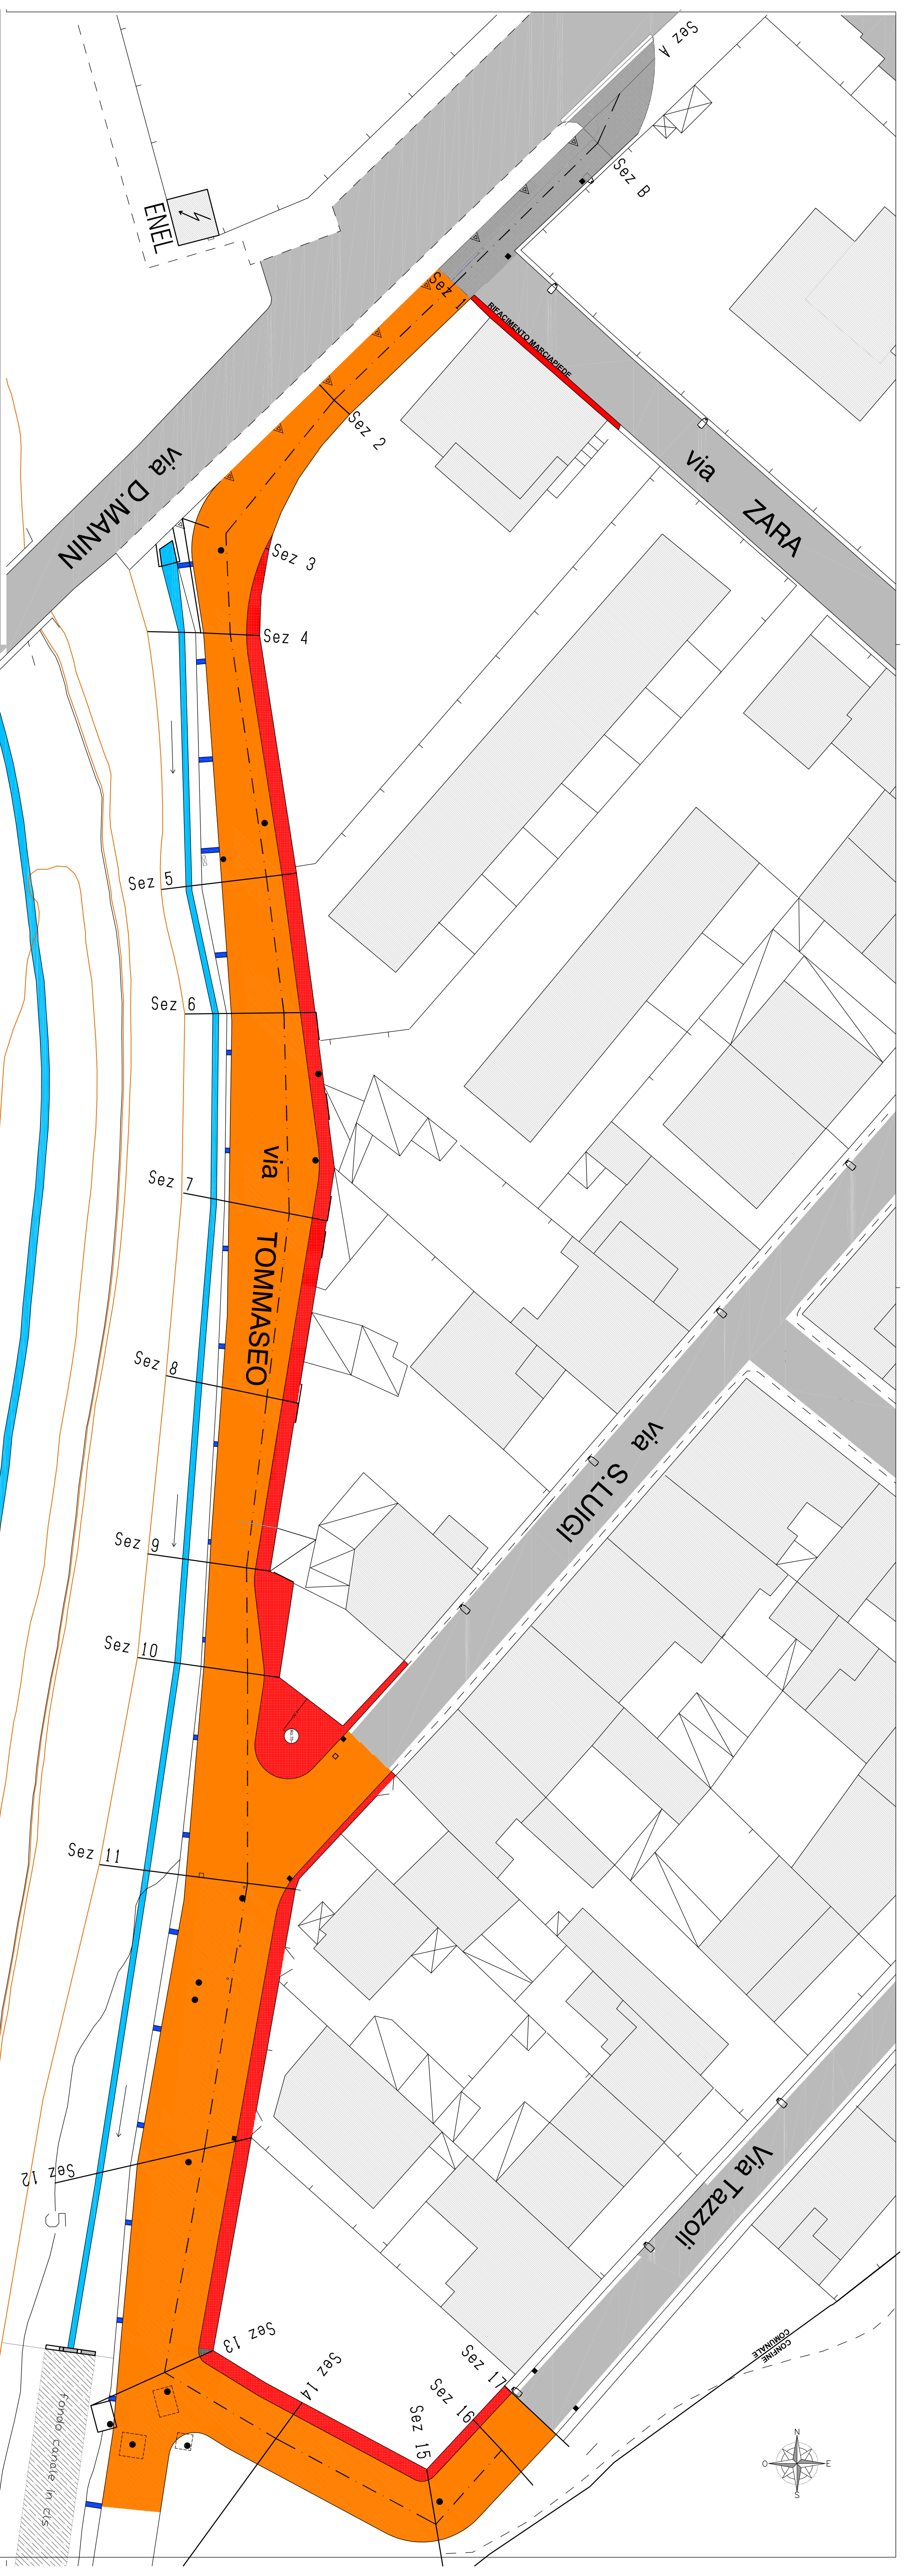 Sez A
Sez B
ENEL
Sez 1
RIFACIMENTO MARCIAPIEDE
Sez 2
via D.MANIN
via ZARA
Sez 3
Sez 4
Sez 5
Sez 6
via TOMMASEO
Sez 7
Sez 8
via S.LUIGI
Sez 9
Sez 10
Sez 11
Sez 12
5
Via Tazzoli
CONFINE
COMUNALE
Sez 13
Sez 14
Sez 15
Sez 16
Sez 17
fondo canale in cls
N
O
E
S